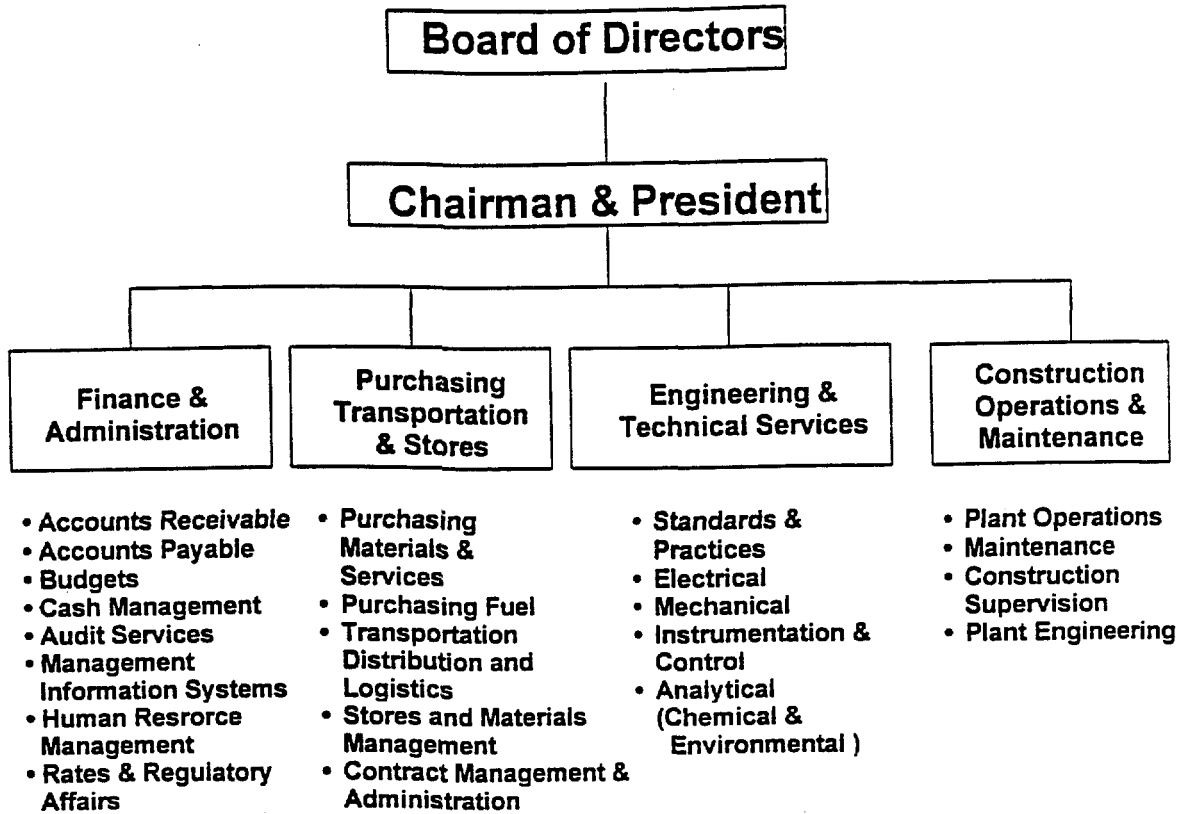 Board of Directors
Chairman & President
Finance &
Administration
Purchasing
Transportation
& Stores
Engineering &
Technical Services
Construction
Operations &
Maintenance
• Accounts Receivable
• Accounts Payable
• Budgets
• Cash Management
• Audit Services
• Management
Information Systems
• Human Resrorce
Management
• Rates & Regulatory
Affairs
• Purchasing
Materials &
Services
• Purchasing Fuel
• Transportation
Distribution and
Logistics
• Stores and Materials
Management
• Contract Management &
Administration
• Standards &
Practices
• Electrical
• Mechanical
• Instrumentation &
Control
• Analytical
(Chemical &
Environmental )
• Plant Operations
• Maintenance
• Construction
Supervision
• Plant Engineering